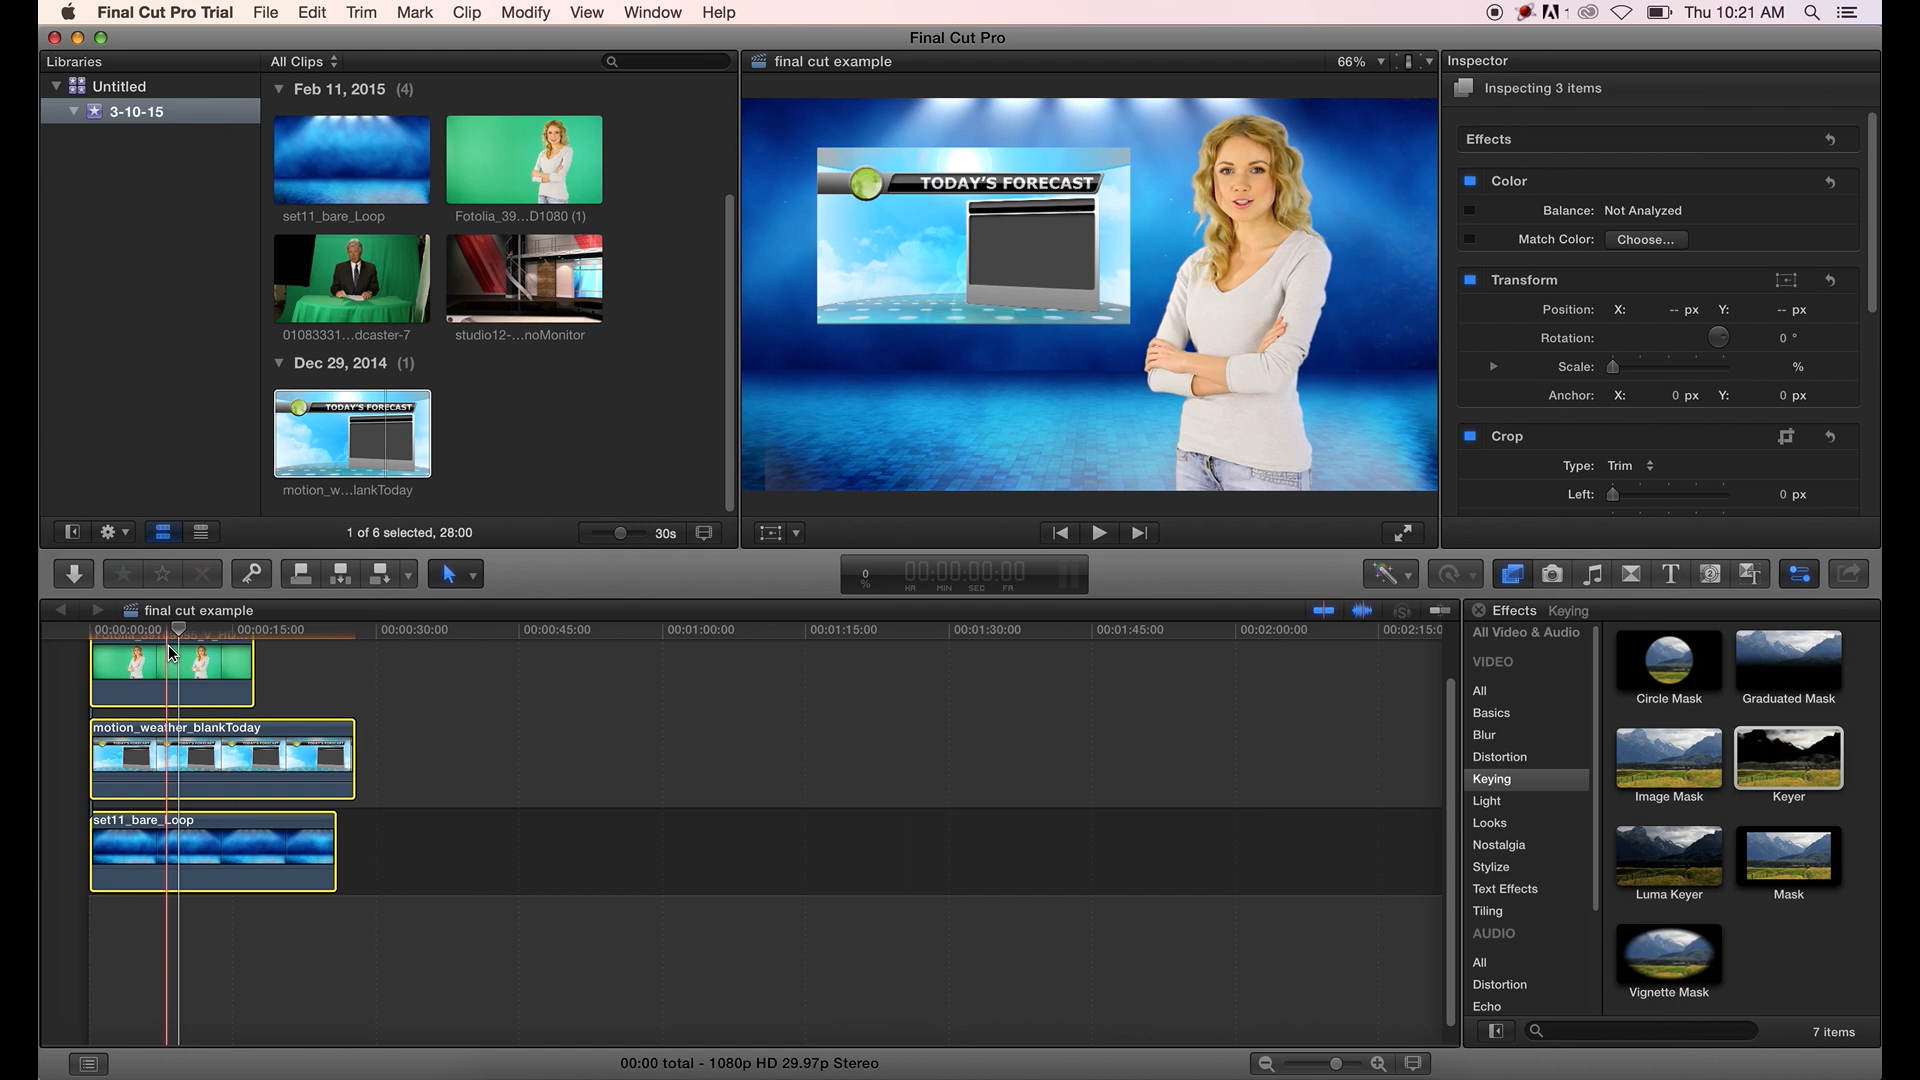 Final Cut Pro Trial File Edit Trim Mark Clip Modify View Window Help Thu 10:21 AM
Final Cut Pro
Libraries
All Clips
final cut example
66%
Inspector
Untitled
3-10-15
Feb 11, 2015 (4)
set11_bare_Loop
Fotolia_39...D1080 (1)
01083331...dcaster-7
studio12-...noMonitor
Dec 29, 2014 (1)
TODAY'S FORECAST
motion_w...lankToday
1 of 6 selected, 28:00
30s
TODAY'S FORECAST
Inspecting 3 items
Effects
Color
Balance: Not Analyzed
Match Color: Choose...
Transform
Position: X: -- px Y: -- px
Rotation: 0 °
Scale: %
Anchor: X: 0 px Y: 0 px
Crop
Type: Trim
Left: 0 px
0 %
00:00:00:00
HR MIN SEC FR
final cut example
00:00:00:00 00:00:15:00 00:00:30:00 00:00:45:00 00:01:00:00 00:01:15:00 00:01:30:00 00:01:45:00 00:02:00:00 00:02:15:0
motion_weather_blankToday
set11_bare_Loop
Effects Keying
All Video & Audio
VIDEO
All
Basics
Blur
Distortion
Keying
Light
Looks
Nostalgia
Stylize
Text Effects
Tiling
AUDIO
All
Distortion
Echo
Circle Mask
Graduated Mask
Image Mask
Keyer
Luma Keyer
Mask
Vignette Mask
7 items
00:00 total - 1080p HD 29.97p Stereo